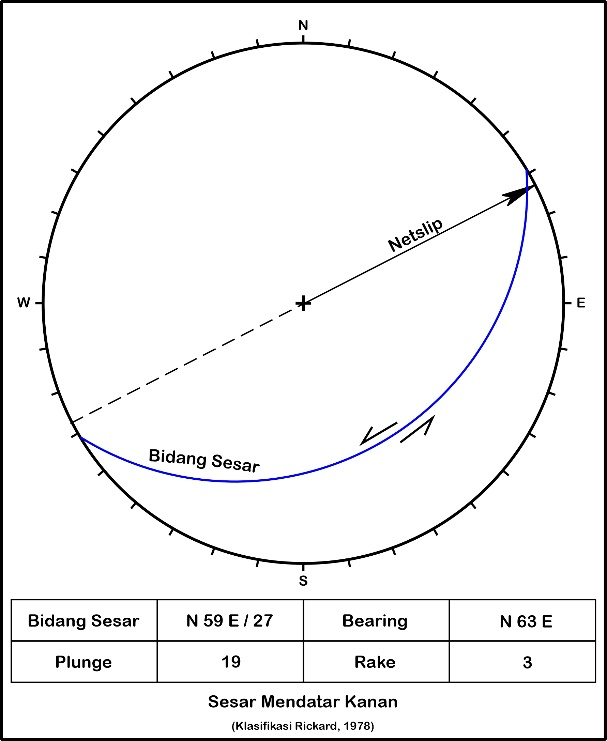 N
Netslip
W
E
Bidang Sesar
S
Bidang Sesar N 59 E / 27 Bearing N 63 E
Plunge 19 Rake 3
Sesar Mendatar Kanan
(Klasifikasi Rickard, 1978)